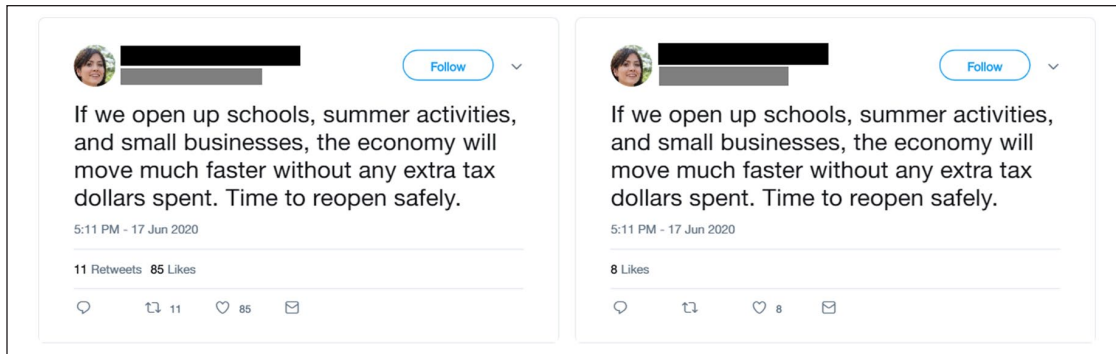 Follow
If we open up schools, summer activities,
and small businesses, the economy will
move much faster without any extra tax
dollars spent. Time to reopen safely.
5:11 PM - 17 Jun 2020
11 Retweets 85 Likes
11 85
Follow
If we open up schools, summer activities,
and small businesses, the economy will
move much faster without any extra tax
dollars spent. Time to reopen safely.
5:11 PM - 17 Jun 2020
8 Likes
8